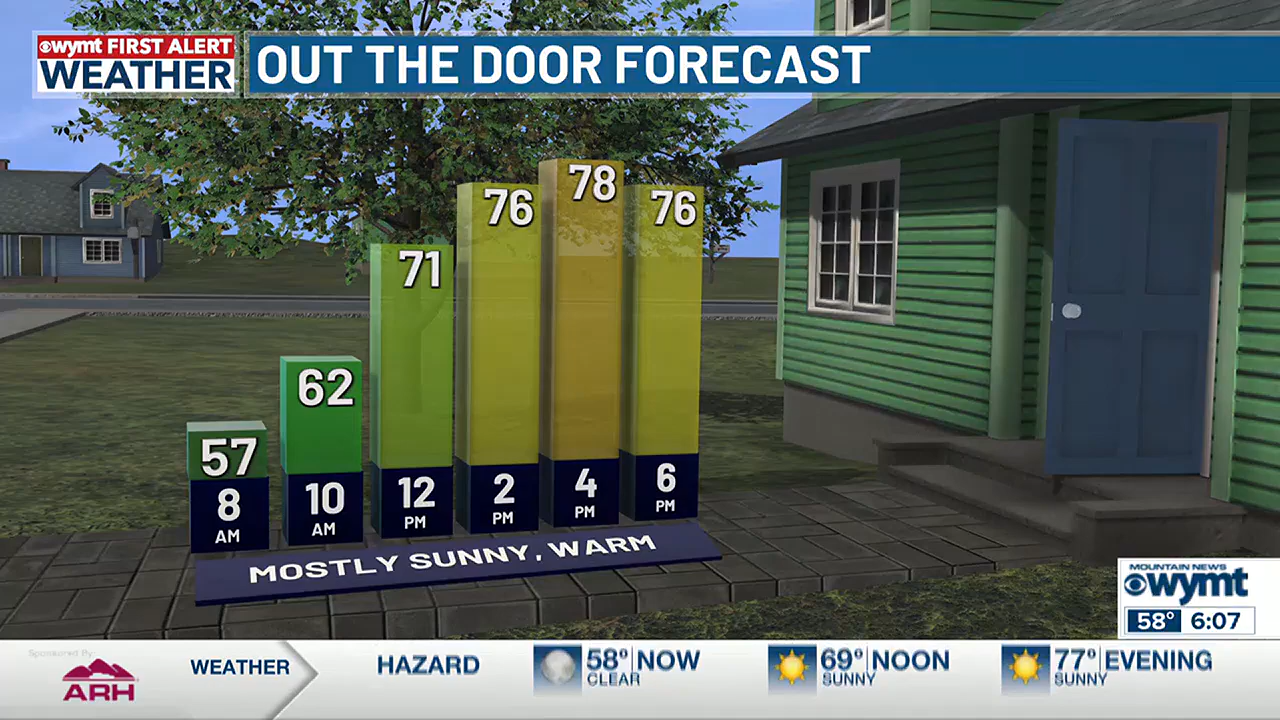 wymt FIRST ALERT
WEATHER
OUT THE DOOR FORECAST
57
8
AM
62
10
AM
71
12
PM
76
2
PM
78
4
PM
76
6
PM
MOSTLY SUNNY, WARM
MOUNTAIN NEWS
wymt
58° 6:07
Sponsored By:
ARH
WEATHER
HAZARD
58° NOW
CLEAR
69° NOON
SUNNY
77° EVENING
SUNNY